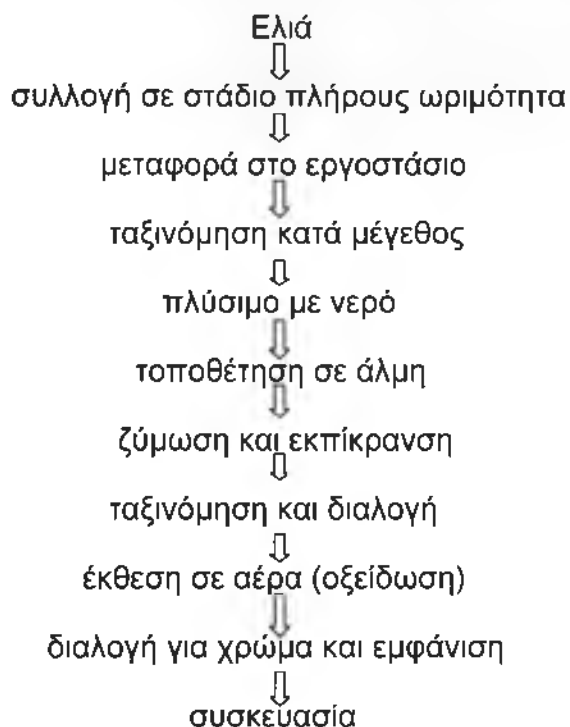 Ελιά
συλλογή σε στάδιο πλήρους ωριμότητα
μεταφορά στο εργοστάσιο
ταξινόμηση κατά μέγεθος
πλύσιμο με νερό
τοποθέτηση σε άλμη
ζύμωση και εκπίκρανση
ταξινόμηση και διαλογή
έκθεση σε αέρα (οξείδωση)
διαλογή για χρώμα και εμφάνιση
συσκευασία